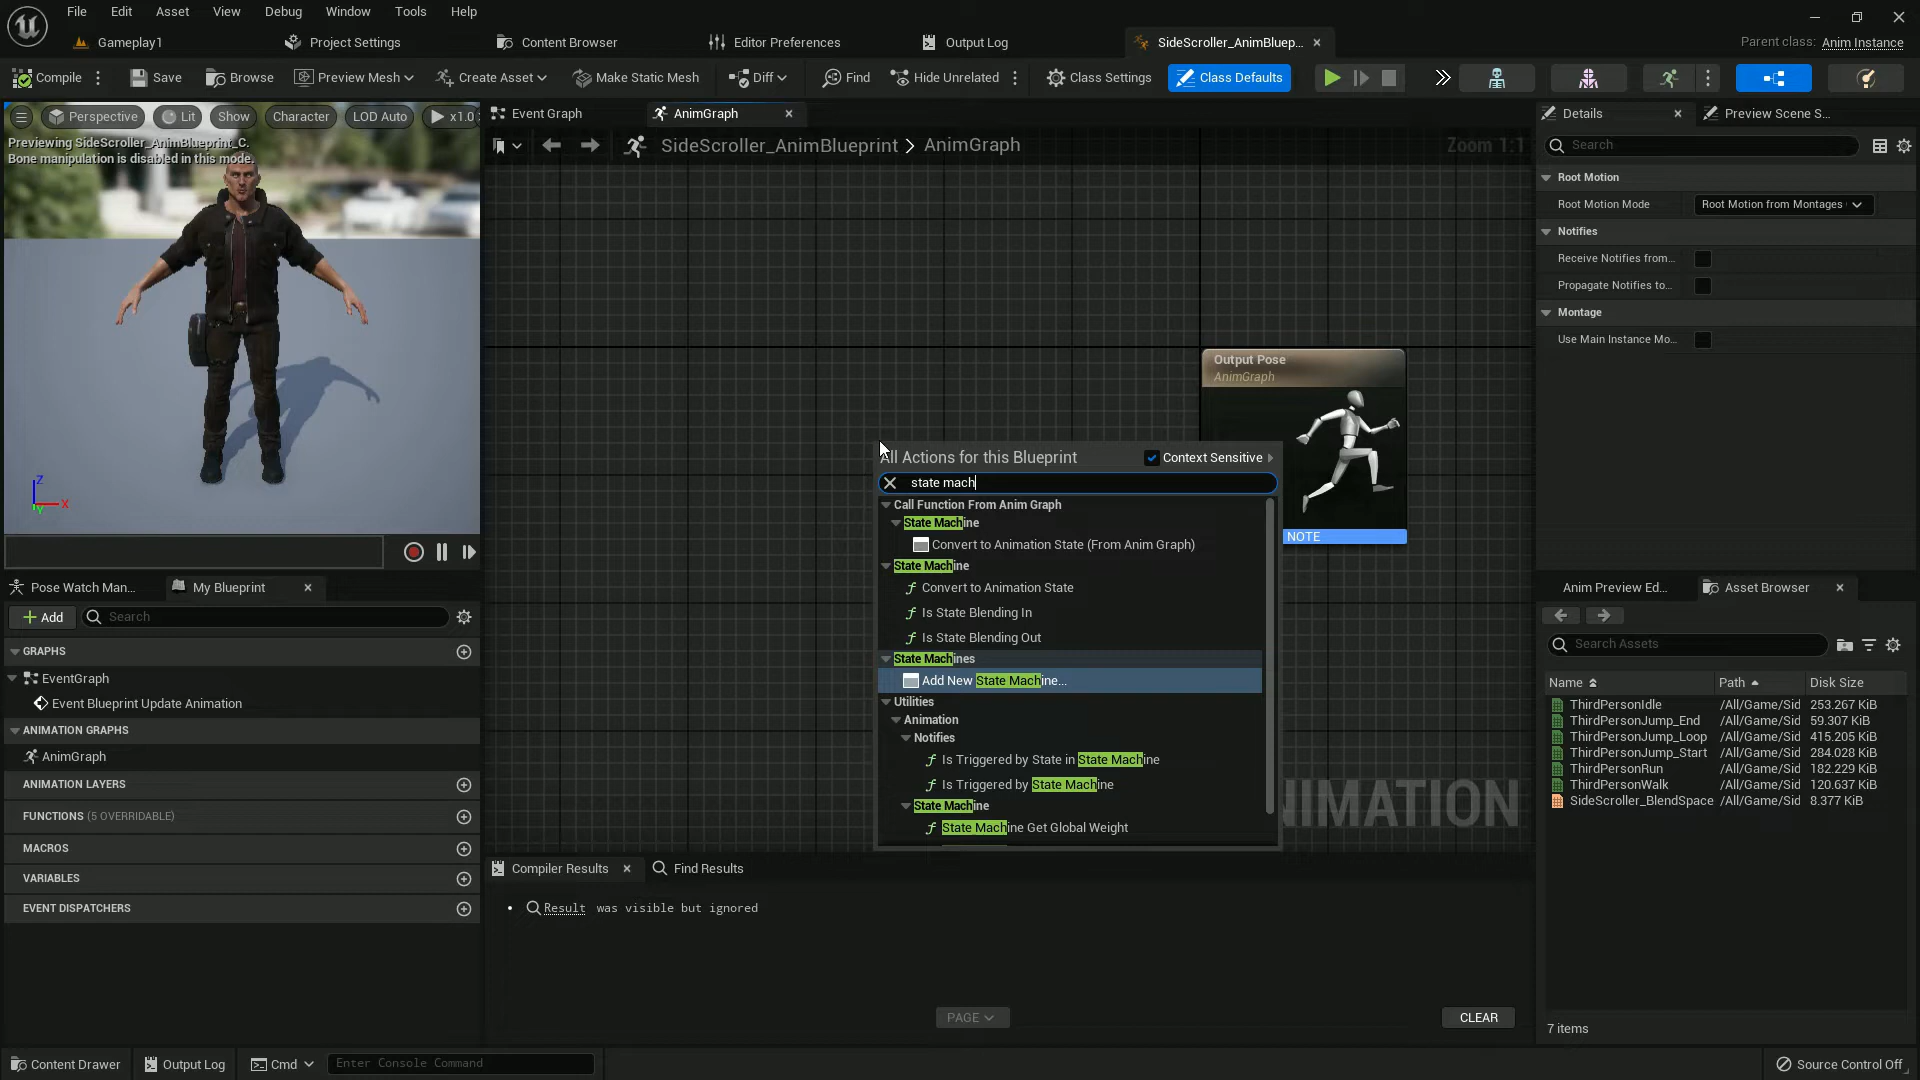 File Edit Asset View Debug Window Tools Help
Gameplay1 Project Settings Content Browser Editor Preferences Output Log SideScroller_AnimBluep... Parent class: Anim Instance
Compile Save Browse Preview Mesh Create Asset Make Static Mesh Diff Find Hide Unrelated Class Settings Class Defaults
Perspective Lit Show Character LOD Auto x1.0
Previewing SideScroller_AnimBlueprint_C.
Bone manipulation is disabled in this mode.
Z
X
Y
Event Graph AnimGraph
SideScroller_AnimBlueprint > AnimGraph Zoom 1:1
Output Pose
AnimGraph
NOTE
All Actions for this Blueprint Context Sensitive
state mach
Call Function From Anim Graph
State Machine
Convert to Animation State (From Anim Graph)
State Machine
Convert to Animation State
Is State Blending In
Is State Blending Out
State Machines
Add New State Machine...
Utilities
Animation
Notifies
Is Triggered by State in State Machine
Is Triggered by State Machine
State Machine
State Machine Get Global Weight
NIMATION
Details Preview Scene S...
Search
Root Motion
Root Motion Mode Root Motion from Montages
Notifies
Receive Notifies from...
Propagate Notifies to...
Montage
Use Main Instance Mo...
Pose Watch Man... My Blueprint
Add Search
GRAPHS
EventGraph
Event Blueprint Update Animation
ANIMATION GRAPHS
AnimGraph
ANIMATION LAYERS
FUNCTIONS (5 OVERRIDABLE)
MACROS
VARIABLES
EVENT DISPATCHERS
Compiler Results Find Results
• Result was visible but ignored
PAGE CLEAR
Anim Preview Ed... Asset Browser
Search Assets
Name Path Disk Size
ThirdPersonIdle /All/Game/Sid 253.267 KiB
ThirdPersonJump_End /All/Game/Sid 59.307 KiB
ThirdPersonJump_Loop /All/Game/Sid 415.205 KiB
ThirdPersonJump_Start /All/Game/Sid 284.028 KiB
ThirdPersonRun /All/Game/Sid 182.229 KiB
ThirdPersonWalk /All/Game/Sid 120.637 KiB
SideScroller_BlendSpace /All/Game/Sid 8.377 KiB
7 items
Content Drawer Output Log Cmd Enter Console Command Source Control Off